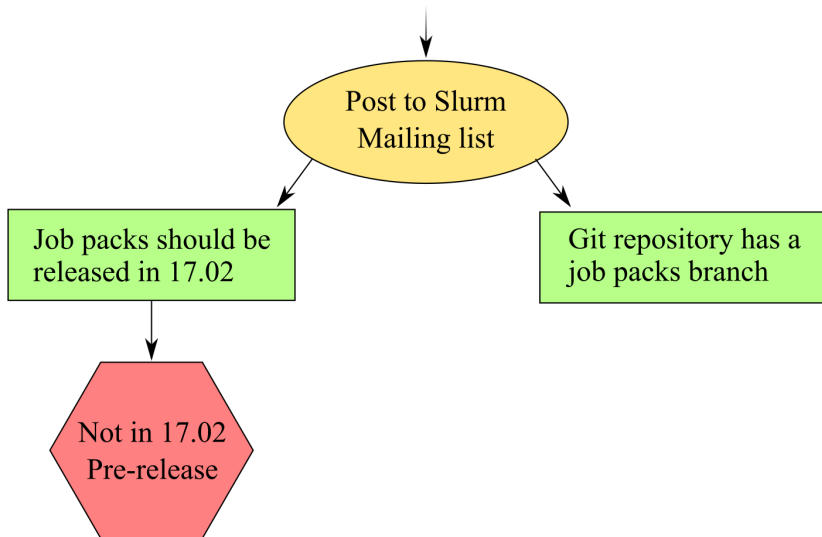 Post to Slurm
Mailing list
Job packs should be
released in 17.02
Git repository has a
job packs branch
Not in 17.02
Pre-release